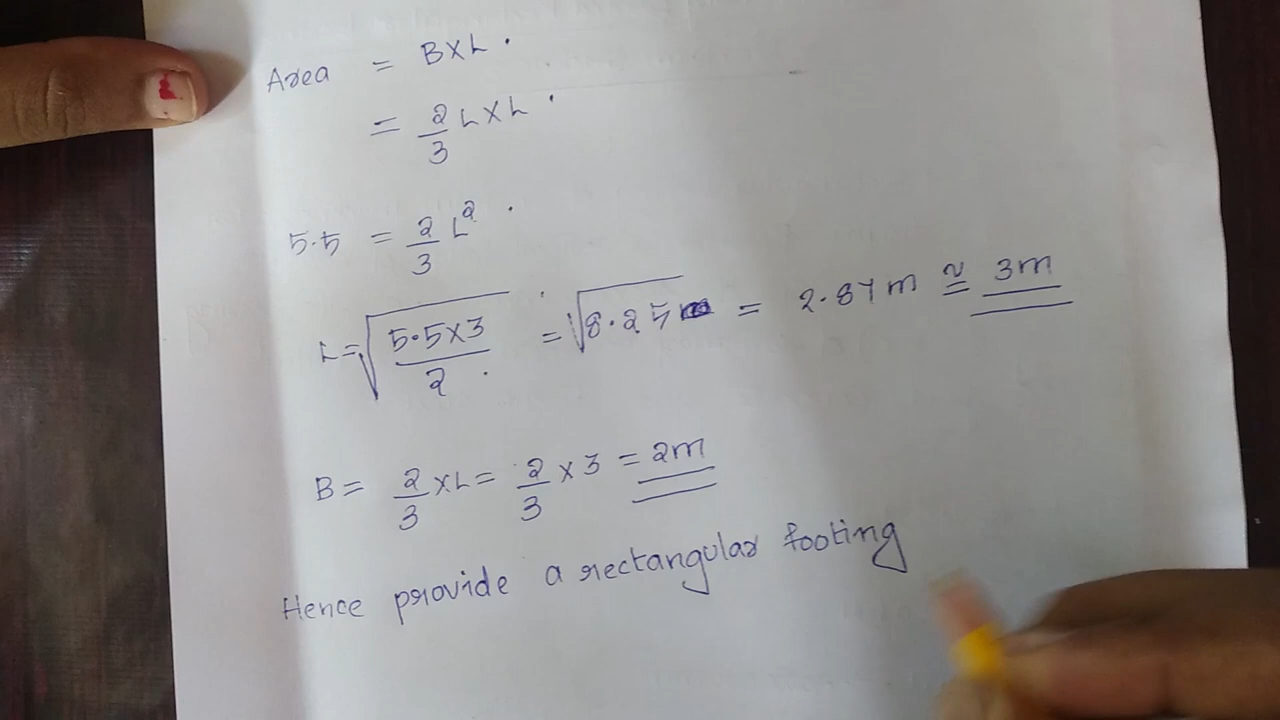 Area = B×L.
= 2/3 L×L.
5.5 = 2/3 L²
L=√(5.5×3/2) = √8.25 = 2.87m ≅ 3m
B = 2/3 ×L = 2/3 ×3 = 2m
Hence provide a rectangular footing